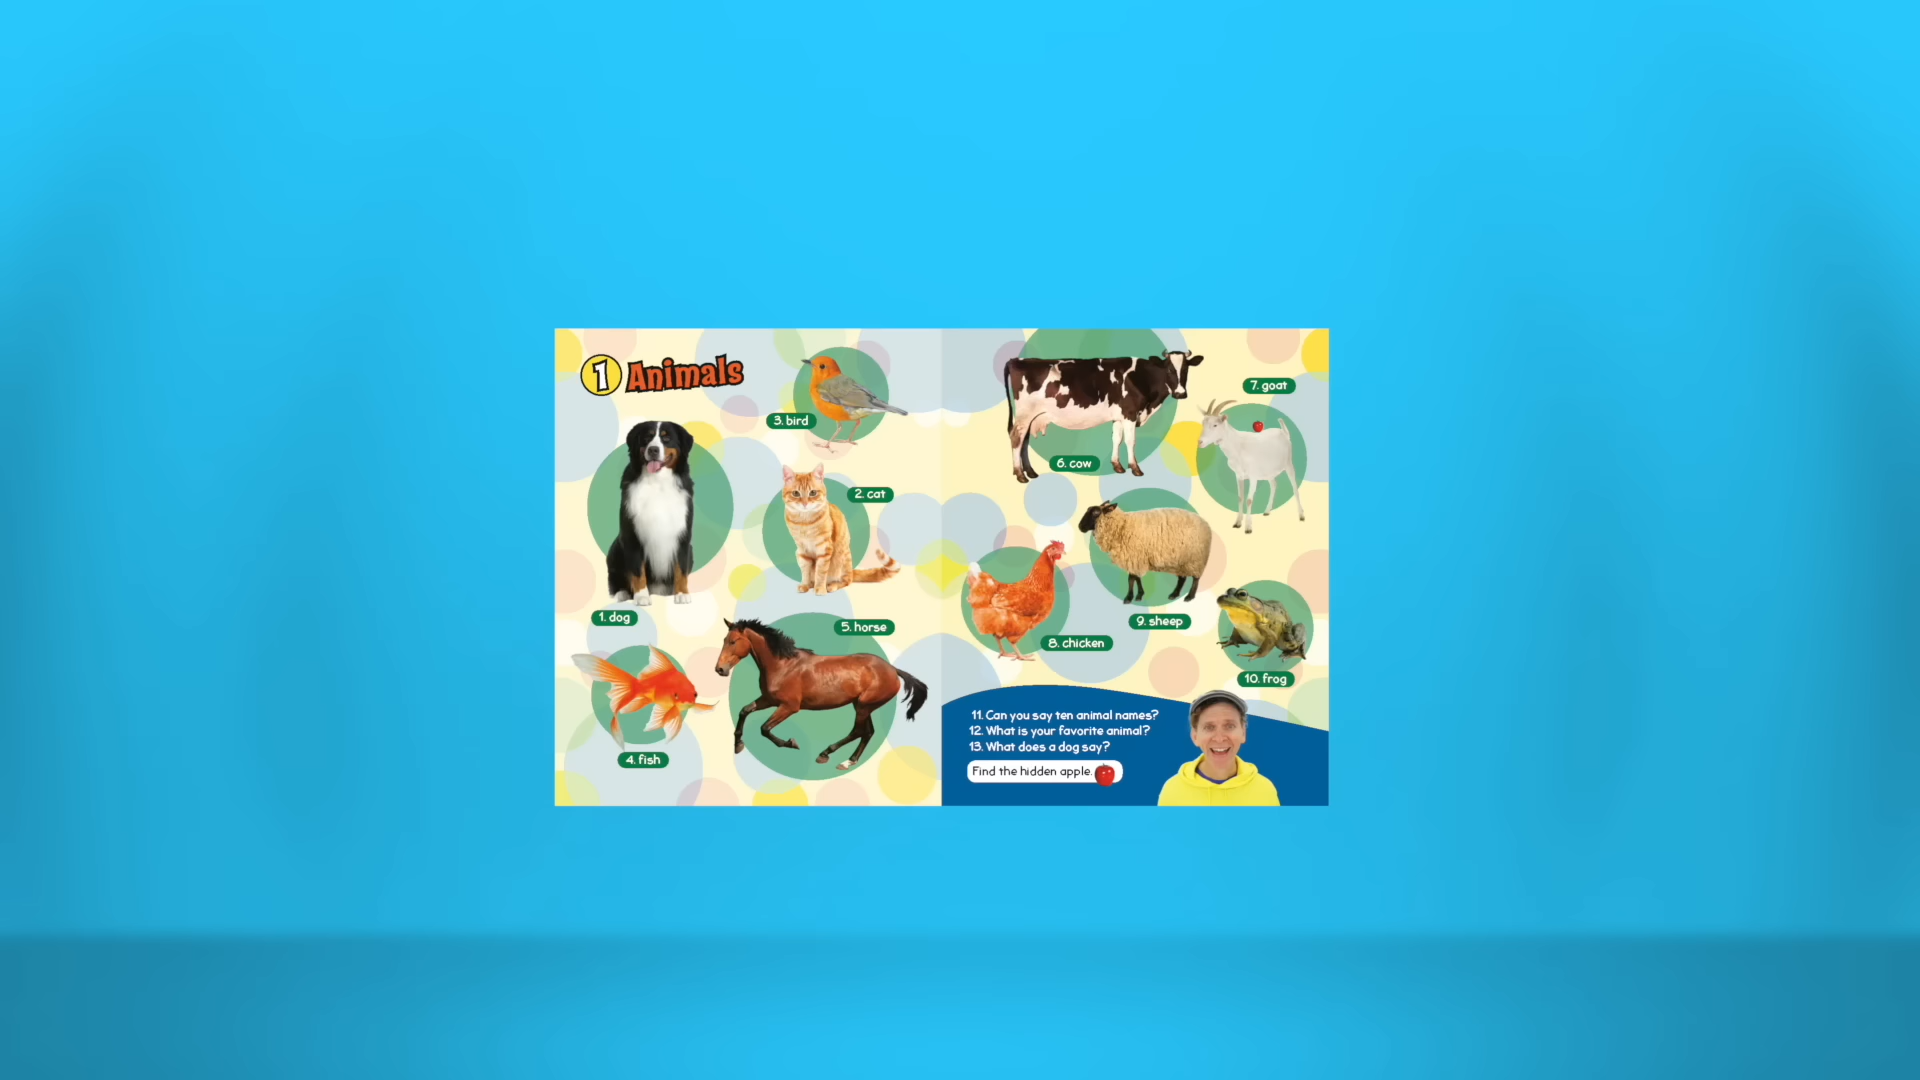 1 Animals
1. dog
2. cat
3. bird
4. fish
5. horse
6. cow
7. goat
8. chicken
9. sheep
10. frog
11. Can you say ten animal names?
12. What is your favorite animal?
13. What does a dog say?
Find the hidden apple.